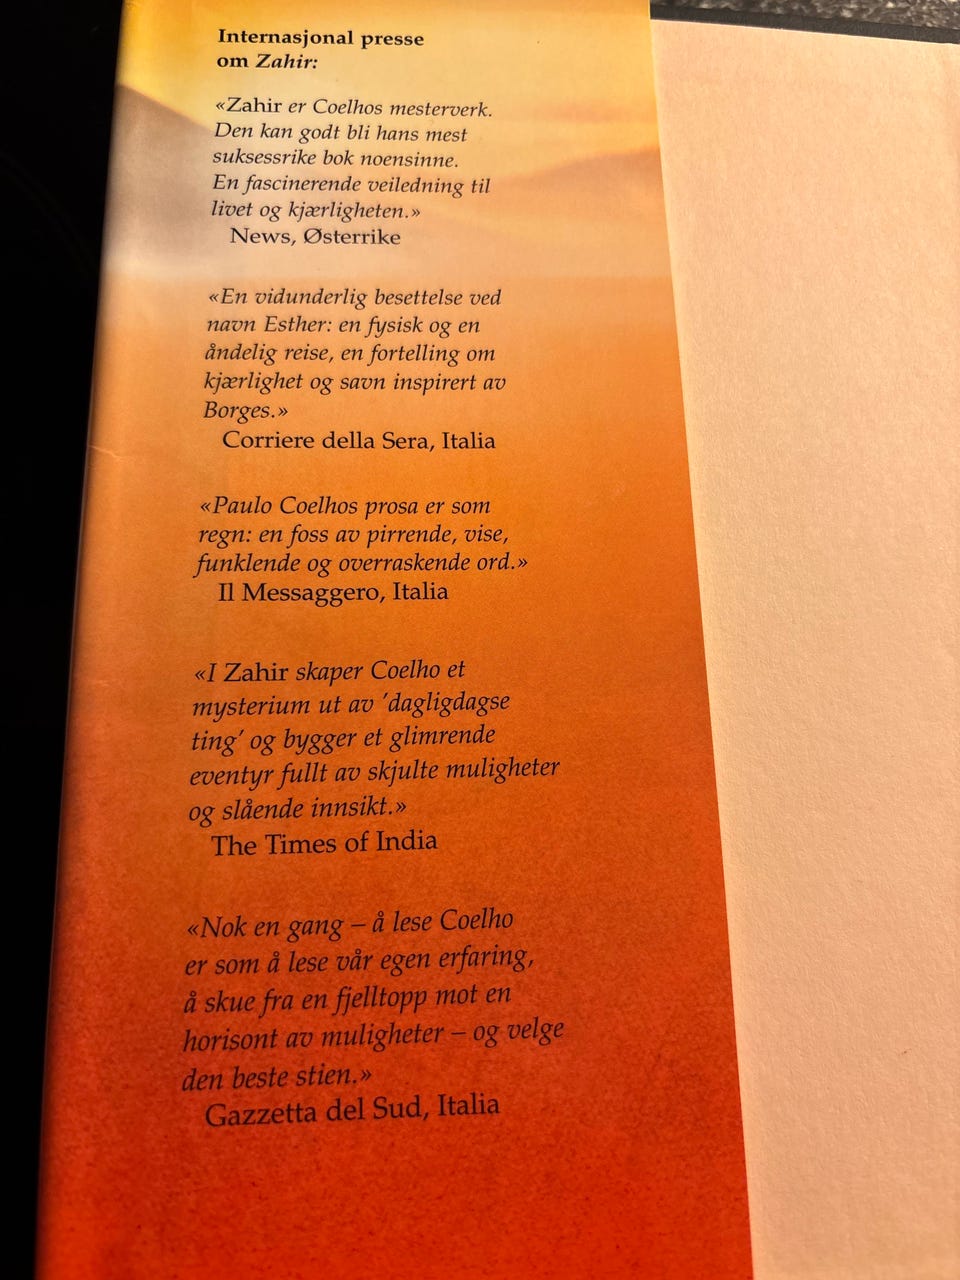 Internasjonal presse
om Zahir:
«Zahir er Coelhos mesterverk.
Den kan godt bli hans mest
suksessrike bok noensinne.
En fascinerende veiledning til
livet og kjærligheten.»
News, Østerrike
«En vidunderlig besettelse ved
navn Esther: en fysisk og en
åndelig reise, en fortelling om
kjærlighet og savn inspirert av
Borges.»
Corriere della Sera, Italia
«Paulo Coelhos prosa er som
regn: en foss av pirrende, vise,
funklende og overraskende ord.»
Il Messaggero, Italia
«I Zahir skaper Coelho et
mysterium ut av ’dagligdagse
ting’ og bygger et glimrende
eventyr fullt av skjulte muligheter
og slående innsikt.»
The Times of India
«Nok en gang – å lese Coelho
er som å lese vår egen erfaring,
å skue fra en fjelltopp mot en
horisont av muligheter – og velge
den beste stien.»
Gazzetta del Sud, Italia